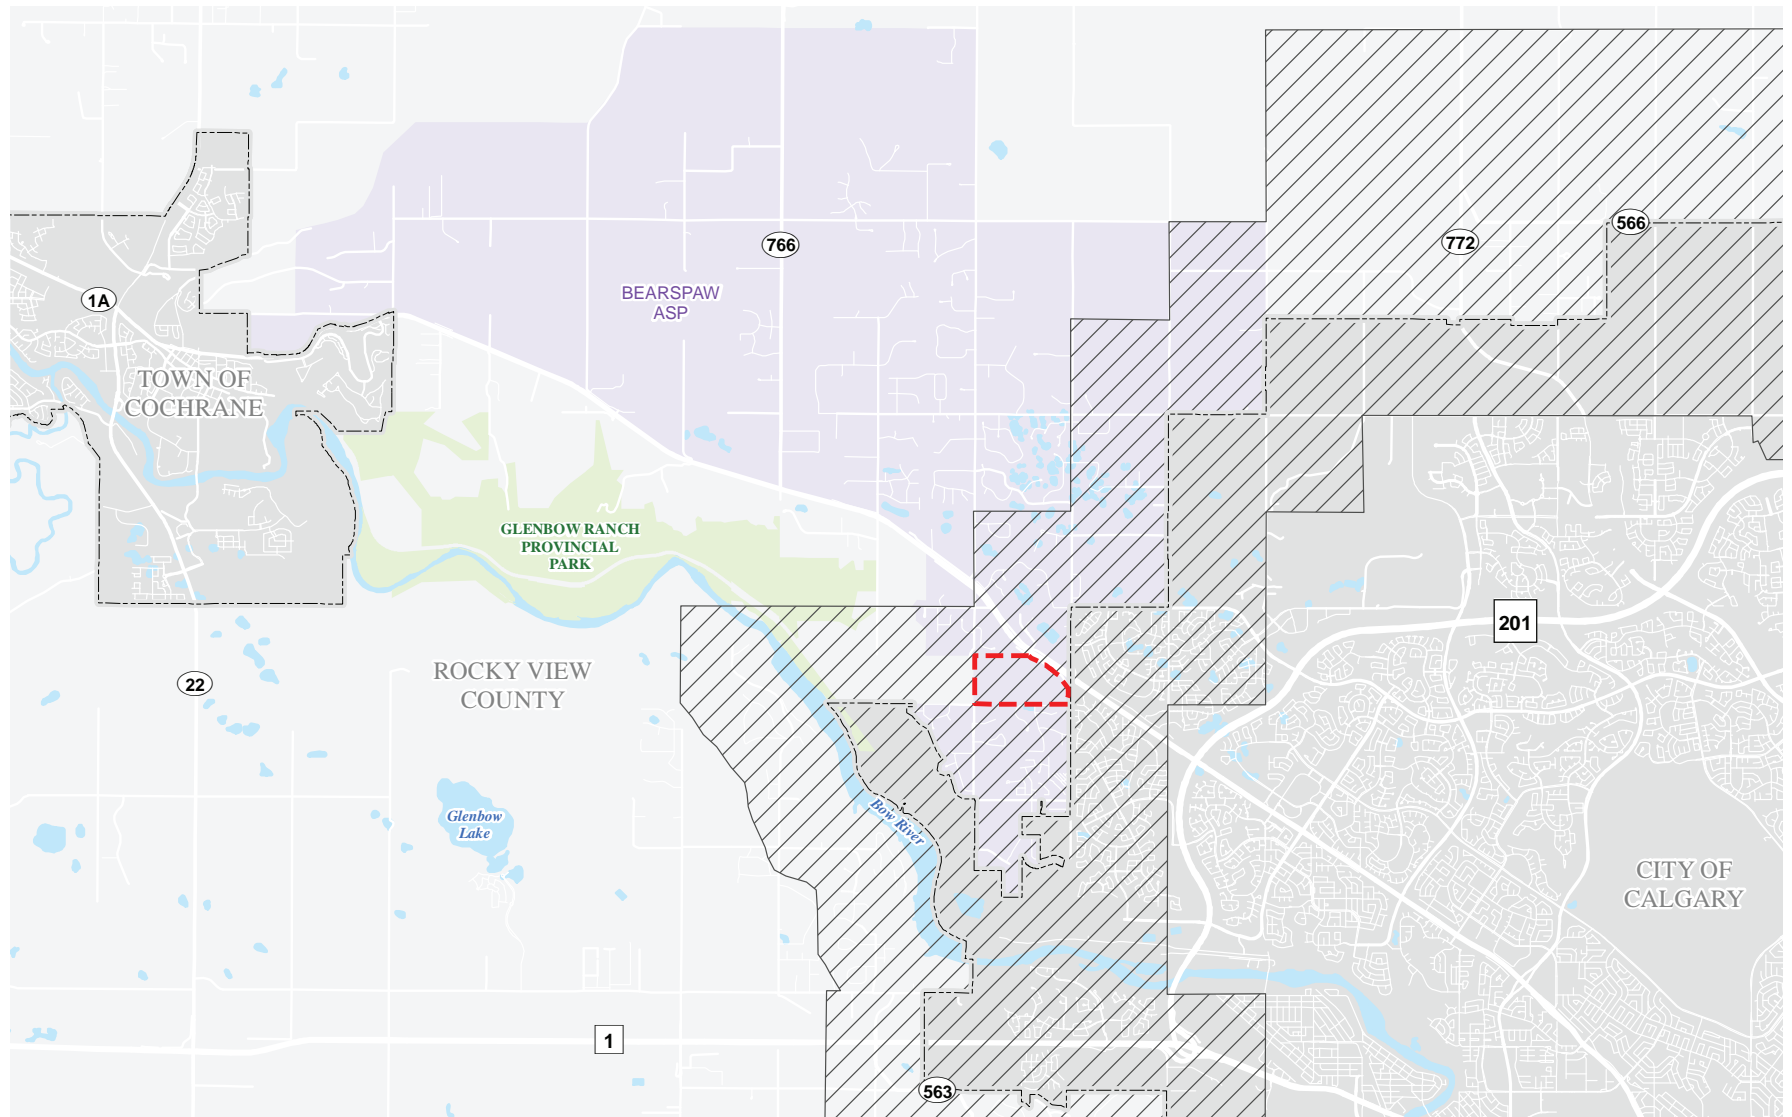 566
772
766
BEARSPAW
ASP
1A
TOWN OF
COCHRANE
GLENBOW RANCH
PROVINCIAL
PARK
201
ROCKY VIEW
COUNTY
22
Glenbow
Lake
Bow River
CITY OF
CALGARY
1
563